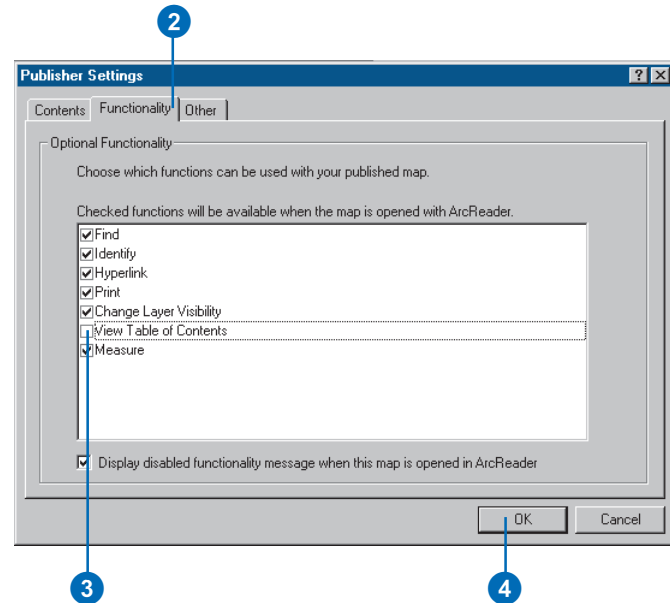 2
Publisher Settings
Contents Functionality Other
Optional Functionality
Choose which functions can be used with your published map.
Checked functions will be available when the map is opened with ArcReader.
Find
Identify
Hyperlink
Print
Change Layer Visibility
View Table of Contents
Measure
Display disabled functionality message when this map is opened in ArcReader
OK Cancel
3 4